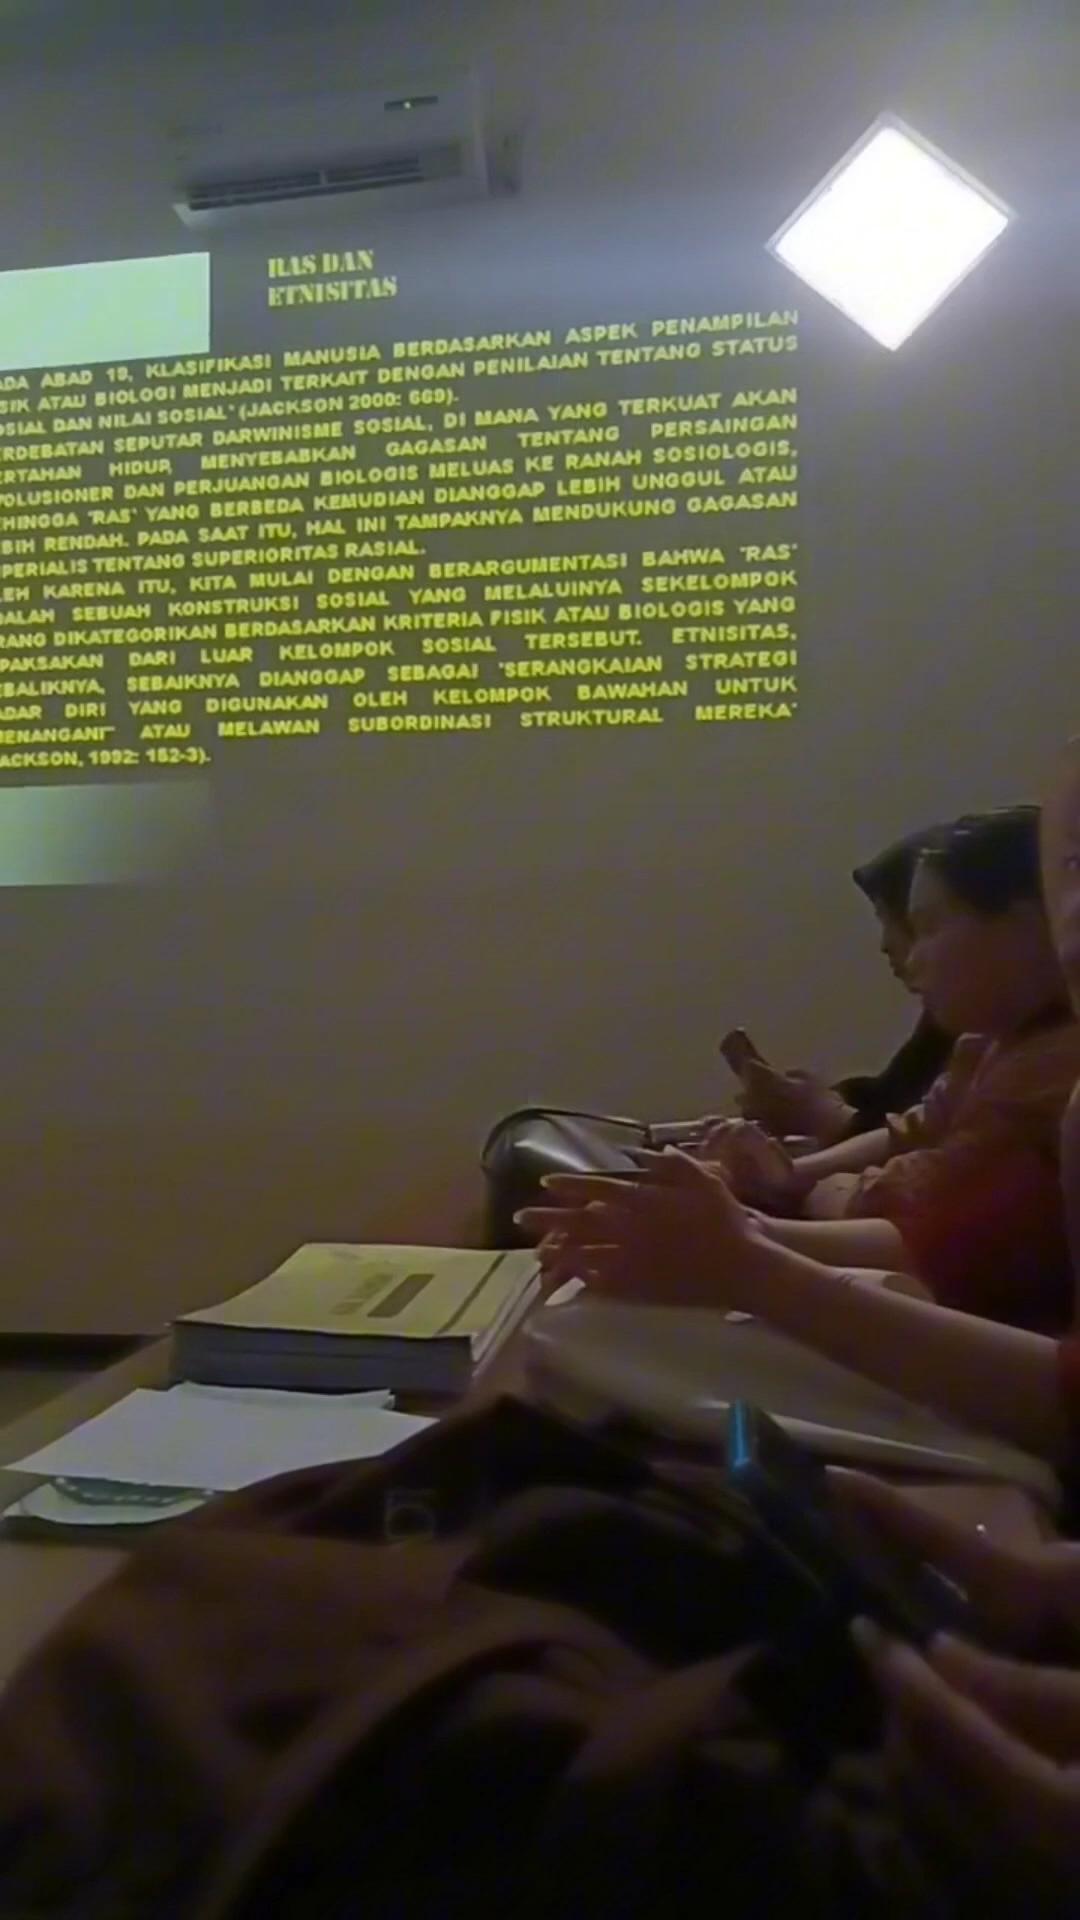 RAS DAN
ETNISITAS
ADA ABAD 19, KLASIFIKASI MANUSIA BERDASARKAN ASPEK PENAMPILAN
SIK ATAU BIOLOGI MENJADI TERKAIT DENGAN PENILAIAN TENTANG STATUS
OSIAL DAN NILAI SOSIAL" (JACKSON 2000: 669).
ERDEBATAN SEPUTAR DARWINISME SOSIAL, DI MANA YANG TERKUAT AKAN
ERTAHAN HIDUP, MENYEBABKAN GAGASAN TENTANG PERSAINGAN
VOLUSIONER DAN PERJUANGAN BIOLOGIS MELUAS KE RANAH SOSIOLOGIS,
EHINGGA "RAS" YANG BERBEDA KEMUDIAN DIANGGAP LEBIH UNGGUL ATAU
BIH RENDAH. PADA SAAT ITU, HAL INI TAMPAKNYA MENDUKUNG GAGASAN
PERIALIS TENTANG SUPERIORITAS RASIAL.
LEH KARENA ITU, KITA MULAI DENGAN BERARGUMENTASI BAHWA "RAS"
DALAH SEBUAH KONSTRUKSI SOSIAL YANG MELALUINYA SEKELOMPOK
RANG DIKATEGORIKAN BERDASARKAN KRITERIA FISIK ATAU BIOLOGIS YANG
IPAKSAKAN DARI LUAR KELOMPOK SOSIAL TERSEBUT. ETNISITAS,
EBALIKNYA, SEBAIKNYA DIANGGAP SEBAGAI "SERANGKAIAN STRATEGI
ADAR DIRI YANG DIGUNAKAN OLEH KELOMPOK BAWAHAN UNTUK
MENANGANI" ATAU MELAWAN SUBORDINASI STRUKTURAL MEREKA"
JACKSON, 1992: 152-3).